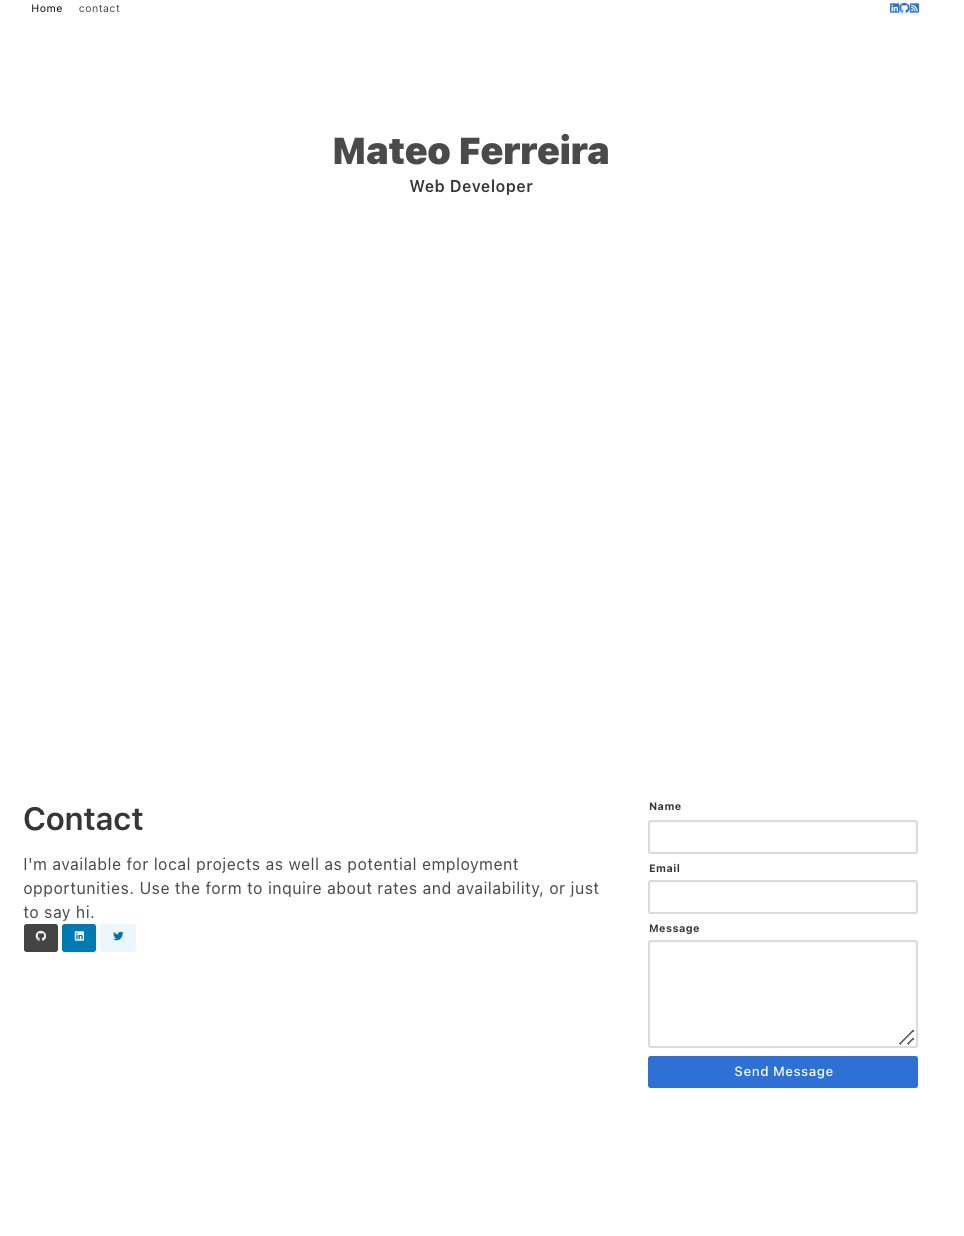 Home contact
Mateo Ferreira
Web Developer
Contact
I'm available for local projects as well as potential employment
opportunities. Use the form to inquire about rates and availability, or just
to say hi.
Name
Email
Message
Send Message